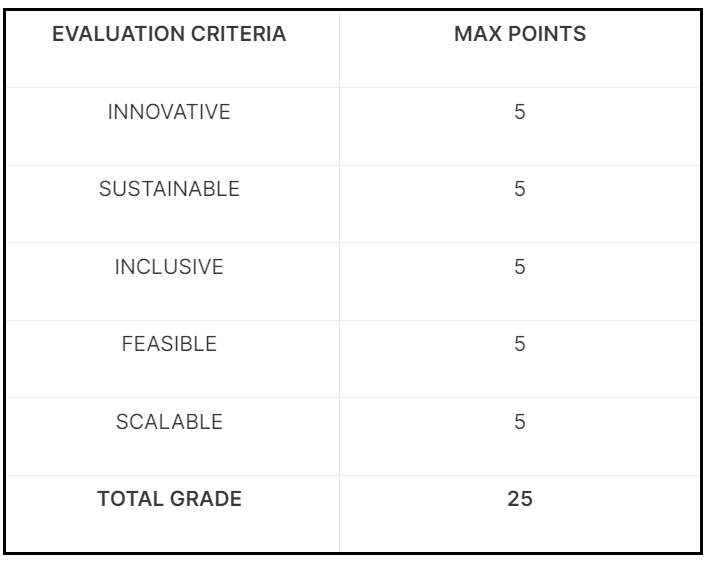 EVALUATION CRITERIA MAX POINTS
INNOVATIVE 5
SUSTAINABLE 5
INCLUSIVE 5
FEASIBLE 5
SCALABLE 5
TOTAL GRADE 25